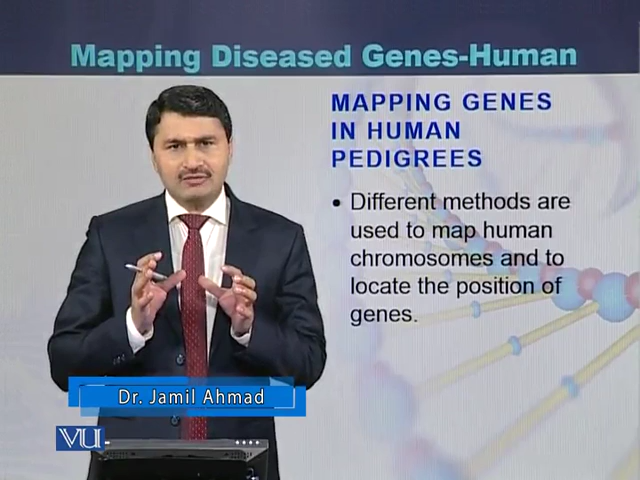 Mapping Diseased Genes-Human
MAPPING GENES
IN HUMAN
PEDIGREES
• Different methods are
used to map human
chromosomes and to
locate the position of
genes.
Dr. Jamil Ahmad
VU